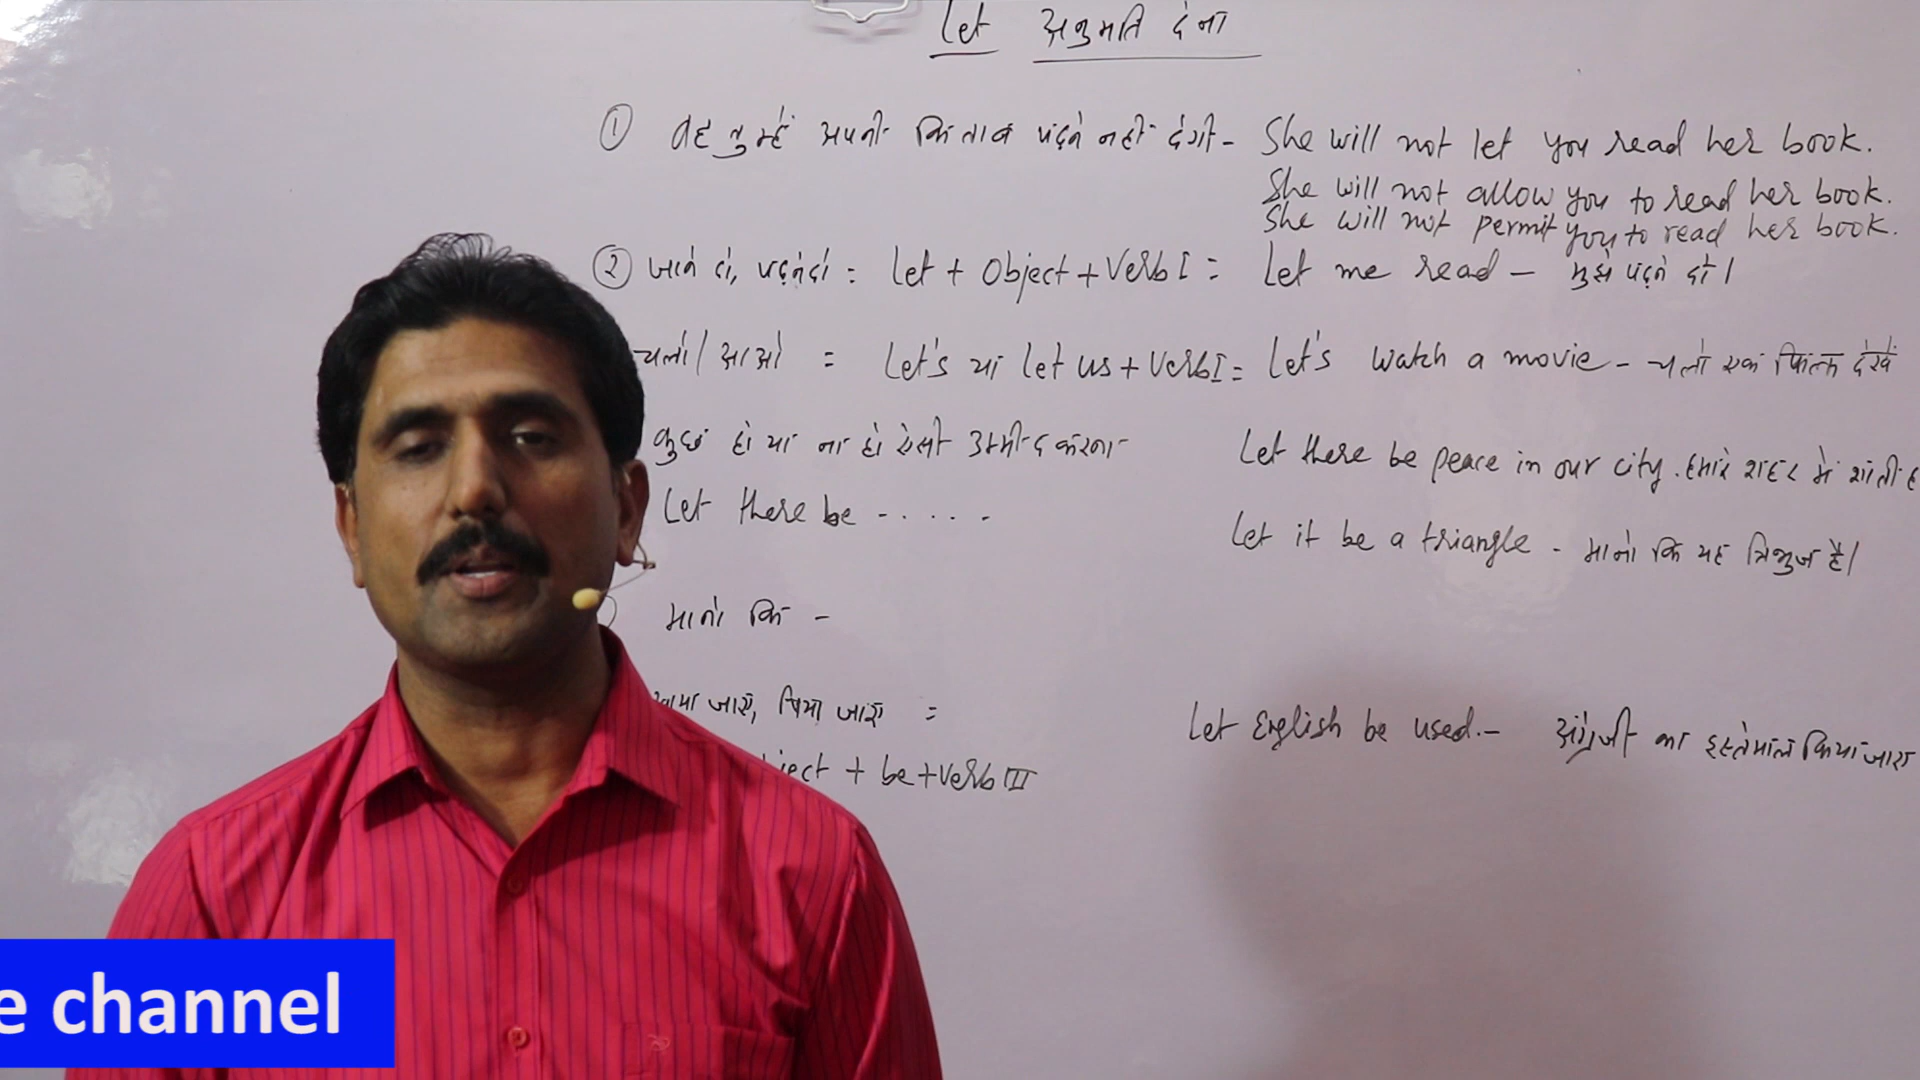 Let अनुमति देना
① वह तुम्हें अपनी किताब पढ़ने नहीं देगी - She will not let you read her book.
She will not allow you to read her book.
She will not permit you to read her book.
② जाने दो, पढ़ने दो = Let + Object + Verb I = Let me read - मुझे पढ़ने दो।
चलो / आओ = Let's या let us + Verb I = Let's watch a movie - चलो एक फिल्म देखें
कुछ हो या ना हो ऐसी उम्मीद करना - Let there be peace in our city. हमारे शहर में शांती
Let there be - . . . . -
Let it be a triangle - मानो कि यह त्रिभुज है।
मानो कि -
जाए, पिया जाए = Let English be used. - अंग्रेजी का इस्तेमाल किया जाए
ject + be + Verb III
e channel